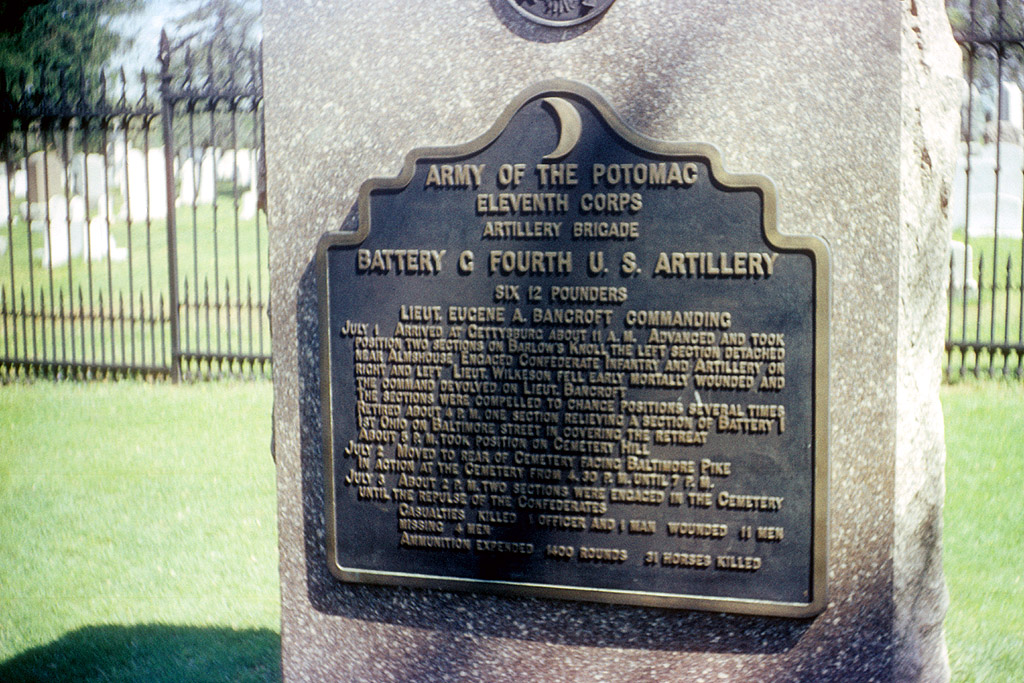 ARMY OF THE POTOMAC
ELEVENTH CORPS
ARTILLERY BRIGADE
BATTERY G FOURTH U. S. ARTILLERY
SIX 12 POUNDERS
LIEUT. EUGENE A. BANCROFT COMMANDING
JULY 1 ARRIVED AT GETTYSBURG ABOUT 11 A.M. ADVANCED AND TOOK
POSITION TWO SECTIONS ON BARLOW'S KNOLL THE LEFT SECTION DETACHED
NEAR ALMSHOUSE ENGAGED CONFEDERATE INFANTRY AND ARTILLERY ON
RIGHT AND LEFT LIEUT. WILKESON FELL EARLY MORTALLY WOUNDED AND
THE COMMAND DEVOLVED ON LIEUT. BANCROFT
THE SECTIONS WERE COMPELLED TO CHANGE POSITIONS SEVERAL TIMES
RETIRED ABOUT 4 P.M. ONE SECTION RELIEVING A SECTION OF BATTERY I
1ST OHIO ON BALTIMORE STREET IN COVERING THE RETREAT
ABOUT 5 P.M. TOOK POSITION ON CEMETERY HILL
JULY 2 MOVED TO REAR OF CEMETERY FACING BALTIMORE PIKE
IN ACTION AT THE CEMETERY FROM 4.30 P.M. UNTIL 7 P.M.
JULY 3 ABOUT 2 P.M. TWO SECTIONS WERE ENGAGED IN THE CEMETERY
UNTIL THE REPULSE OF THE CONFEDERATES
CASUALTIES KILLED 1 OFFICER AND 1 MAN WOUNDED 11 MEN
MISSING 4 MEN
AMMUNITION EXPENDED 1400 ROUNDS 31 HORSES KILLED